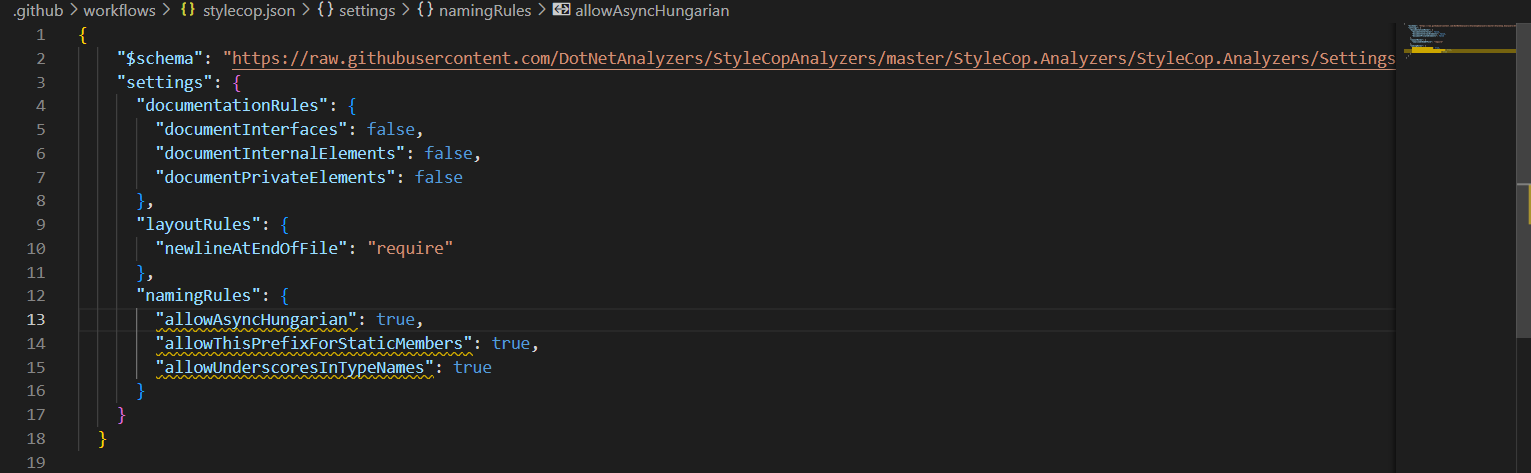 .github > workflows > {} stylecop.json > {} settings > {} namingRules > allowAsyncHungarian
1 {
2 "$schema": "https://raw.githubusercontent.com/DotNetAnalyzers/StyleCopAnalyzers/master/StyleCop.Analyzers/StyleCop.Analyzers/Settings
3 "settings": {
4 "documentationRules": {
5 "documentInterfaces": false,
6 "documentInternalElements": false,
7 "documentPrivateElements": false
8 },
9 "layoutRules": {
10 "newlineAtEndOfFile": "require"
11 },
12 "namingRules": {
13 "allowAsyncHungarian": true,
14 "allowThisPrefixForStaticMembers": true,
15 "allowUnderscoresInTypeNames": true
16 }
17 }
18 }
19